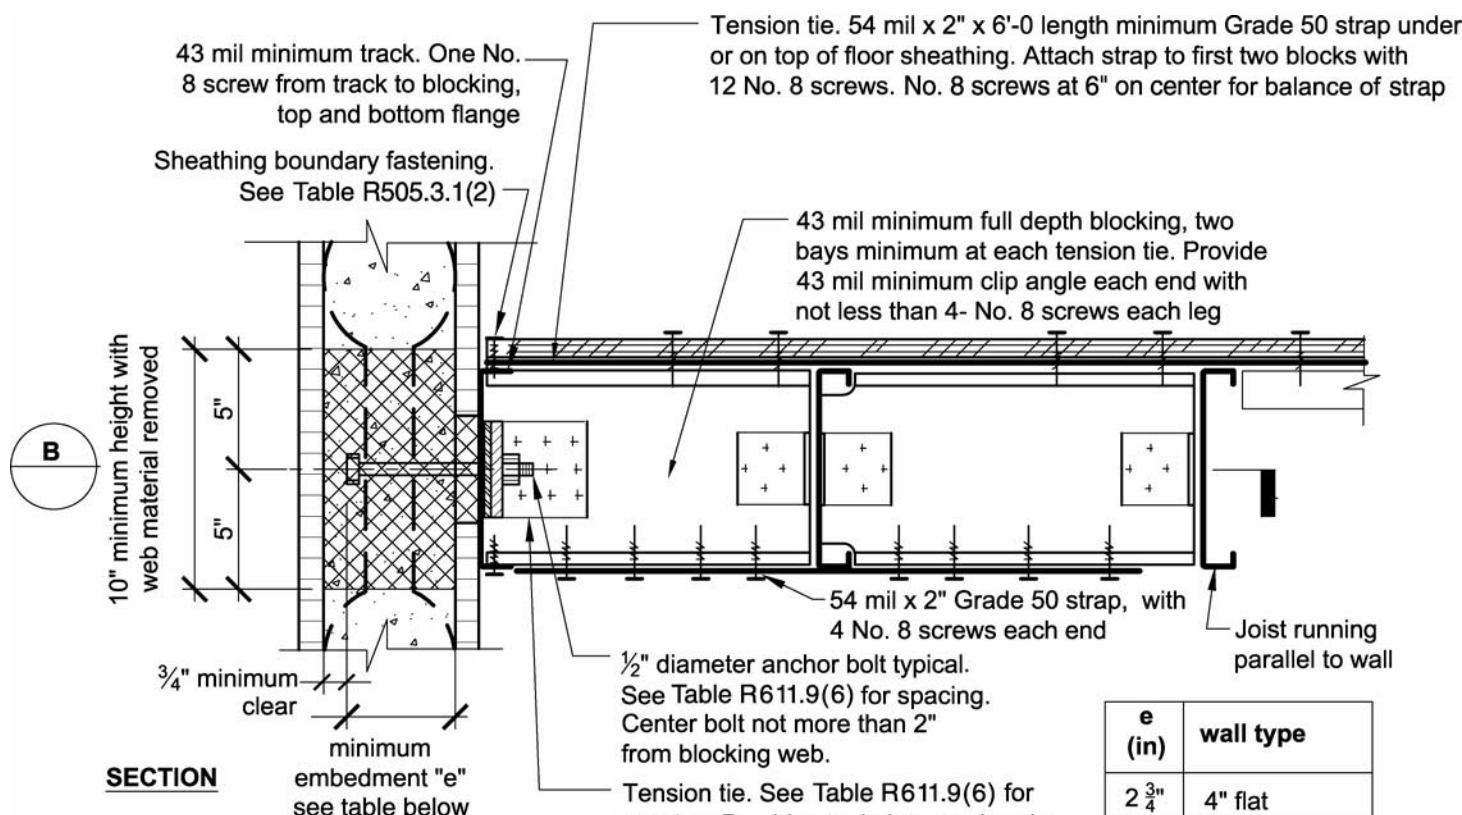 Tension tie. 54 mil x 2" x 6'-0 length minimum Grade 50 strap under
or on top of floor sheathing. Attach strap to first two blocks with
12 No. 8 screws. No. 8 screws at 6" on center for balance of strap
43 mil minimum track. One No.
8 screw from track to blocking,
top and bottom flange
Sheathing boundary fastening.
See Table R505.3.1(2)
43 mil minimum full depth blocking, two
bays minimum at each tension tie. Provide
43 mil minimum clip angle each end with
not less than 4- No. 8 screws each leg
B
10" minimum height with
web material removed
5"
5"
54 mil x 2" Grade 50 strap, with
4 No. 8 screws each end
Joist running
parallel to wall
½" diameter anchor bolt typical.
See Table R611.9(6) for spacing.
Center bolt not more than 2"
from blocking web.
¾" minimum
clear
minimum
embedment "e"
see table below
SECTION
Tension tie. See Table R611.9(6) for
e
(in)
wall type
2 ¾"
4" flat